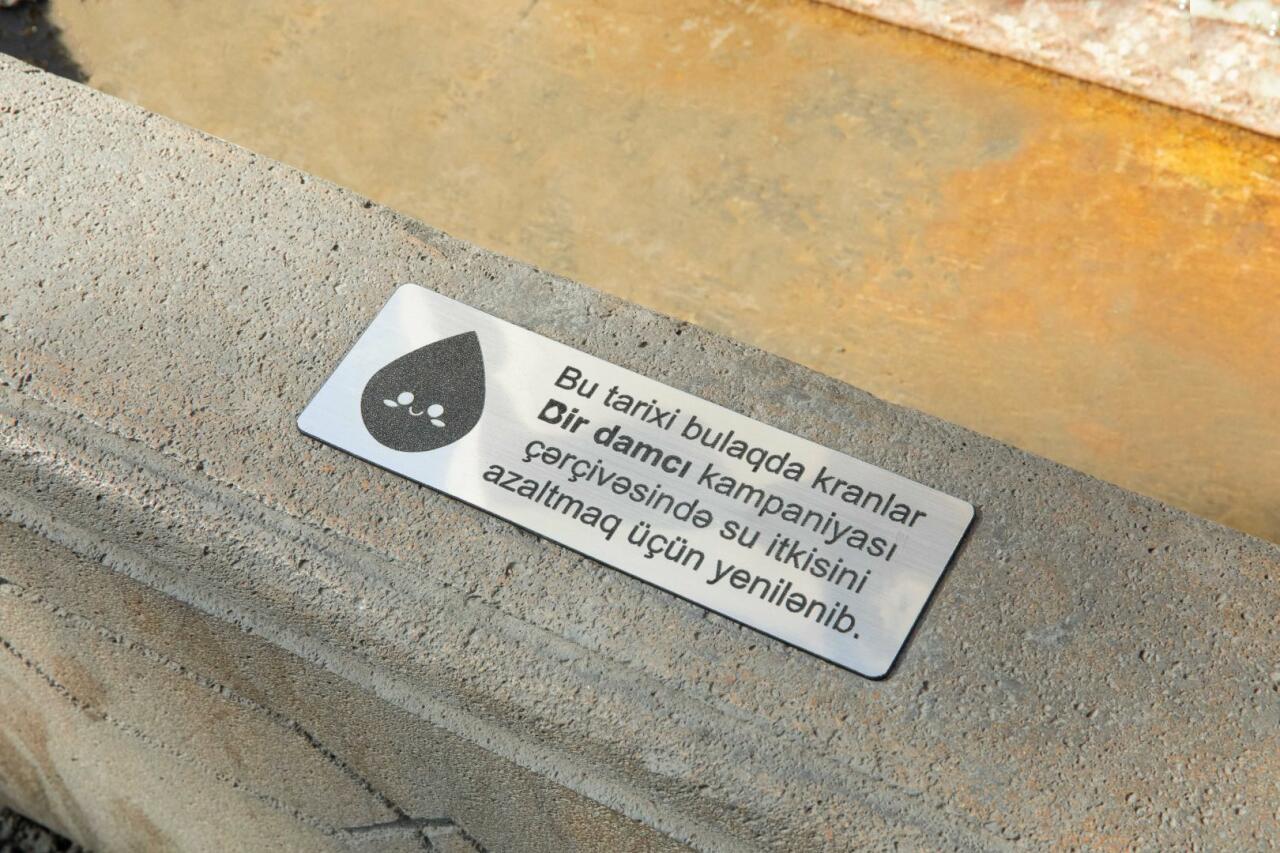 Bu tarixi bulaqda kranlar
Bir damcı kampaniyası
çərçivəsində su itkisini
azaltmaq üçün yenilənib.